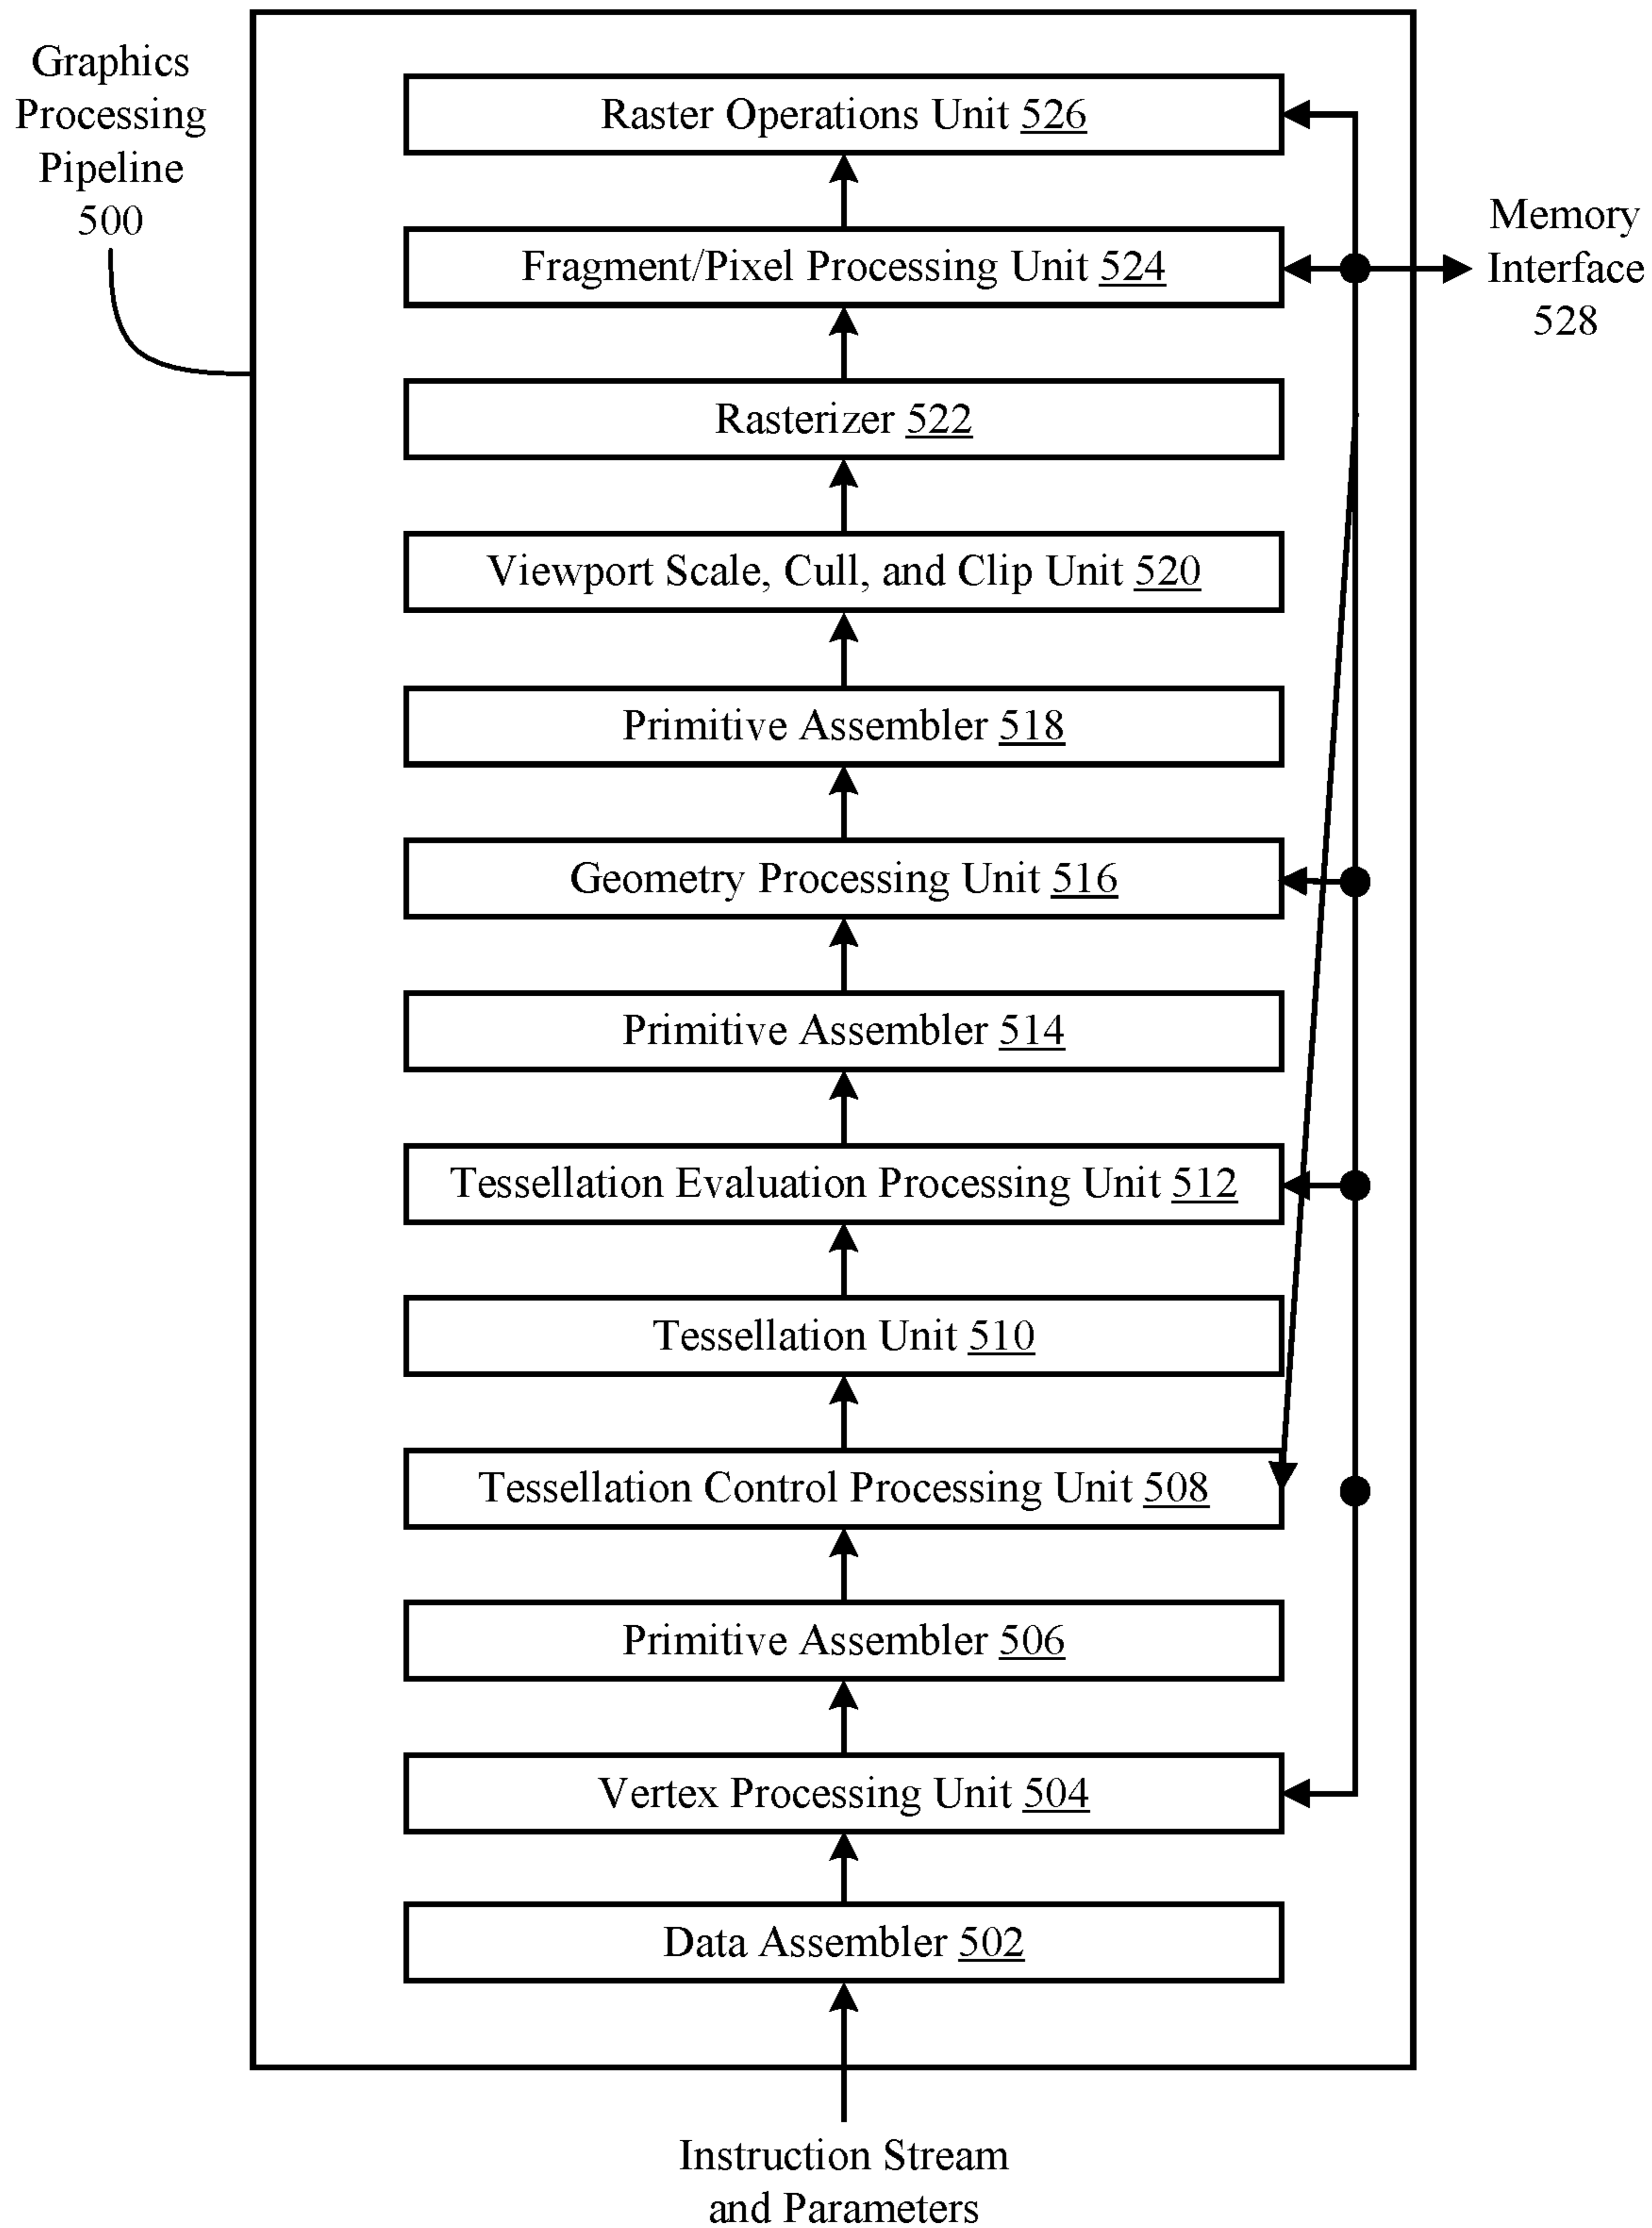 Graphics
Processing
Pipeline
500
Raster Operations Unit 526
Fragment/Pixel Processing Unit 524
Memory
Interface
528
Rasterizer 522
Viewport Scale, Cull, and Clip Unit 520
Primitive Assembler 518
Geometry Processing Unit 516
Primitive Assembler 514
Tessellation Evaluation Processing Unit 512
Tessellation Unit 510
Tessellation Control Processing Unit 508
Primitive Assembler 506
Vertex Processing Unit 504
Data Assembler 502
Instruction Stream
and Parameters